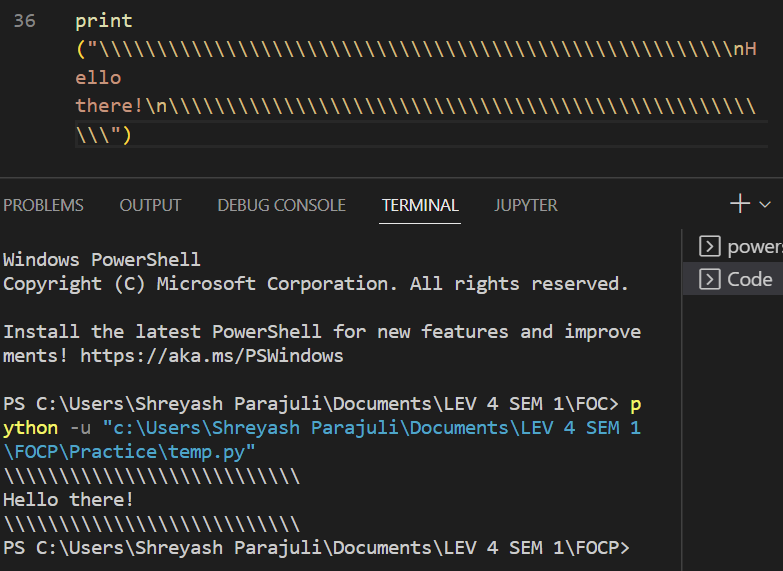 36 print
("\\\\\\\\\\\\\\\\\\\\\\\\\\\\\\\\\\\\\\\\\\\\\\\\\\\\\\\nH
ello
there!\n\\\\\\\\\\\\\\\\\\\\\\\\\\\\\\\\\\\\\\\\\\\\\\\\\\\
\\\")
PROBLEMS OUTPUT DEBUG CONSOLE TERMINAL JUPYTER
Windows PowerShell
Copyright (C) Microsoft Corporation. All rights reserved.
Install the latest PowerShell for new features and improve
ments! https://aka.ms/PSWindows
PS C:\Users\Shreyash Parajuli\Documents\LEV 4 SEM 1\FOC> p
ython -u "c:\Users\Shreyash Parajuli\Documents\LEV 4 SEM 1
\FOCP\Practice\temp.py"
\\\\\\\\\\\\\\\\\\\\\\\\\\\
Hello there!
\\\\\\\\\\\\\\\\\\\\\\\\\\\
PS C:\Users\Shreyash Parajuli\Documents\LEV 4 SEM 1\FOCP>
powers
Code